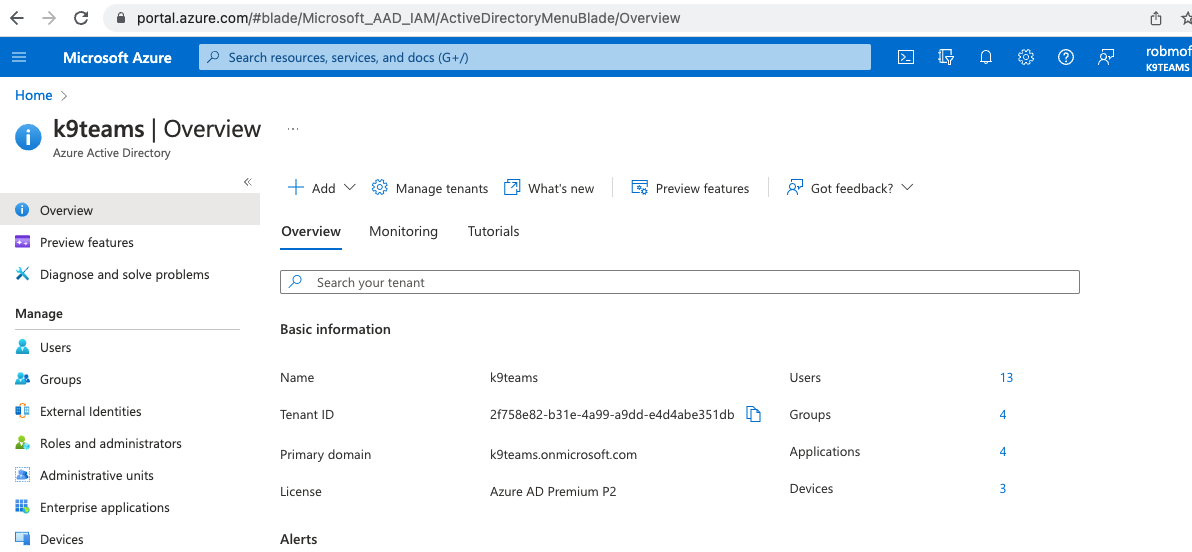 portal.azure.com/#blade/Microsoft_AAD_IAM/ActiveDirectoryMenuBlade/Overview
Microsoft Azure
Search resources, services, and docs (G+/)
robmof
K9TEAMS
Home
k9teams | Overview
Azure Active Directory
Add
Manage tenants
What's new
Preview features
Got feedback?
Overview
Preview features
Diagnose and solve problems
Manage
Users
Groups
External Identities
Roles and administrators
Administrative units
Enterprise applications
Devices
Overview Monitoring Tutorials
Search your tenant
Basic information
Name k9teams Users 13
Tenant ID 2f758e82-b31e-4a99-a9dd-e4d4abe351db Groups 4
Primary domain k9teams.onmicrosoft.com Applications 4
License Azure AD Premium P2 Devices 3
Alerts